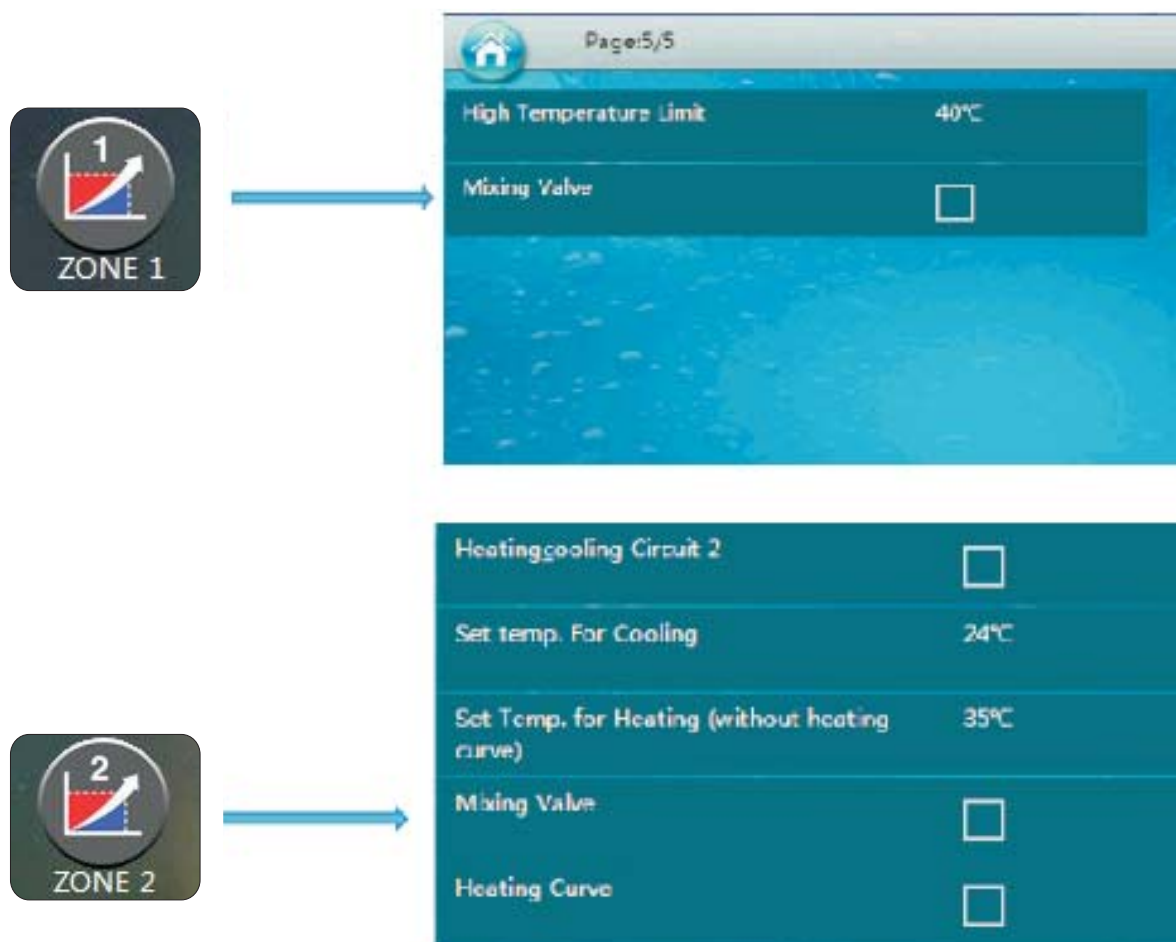 Page:5/5
High Temperature Limit 40°C
Mixing Valve
1
ZONE 1
Heatingcooling Circuit 2
Set temp. For Cooling 24°C
Set Temp. for Heating (without heating
curve) 35°C
Mixing Valve
Heating Curve
2
ZONE 2